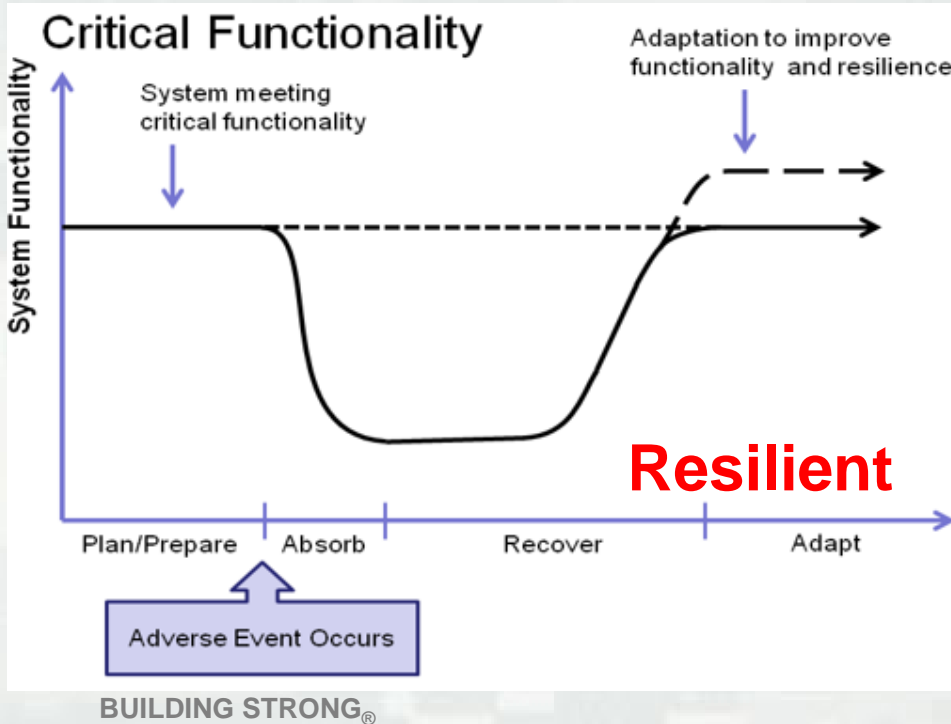 Critical Functionality
Adaptation to improve
functionality and resilience
System Functionality
System meeting
critical functionality
Resilient
Plan/Prepare
Absorb
Recover
Adapt
Adverse Event Occurs
BUILDING STRONG®